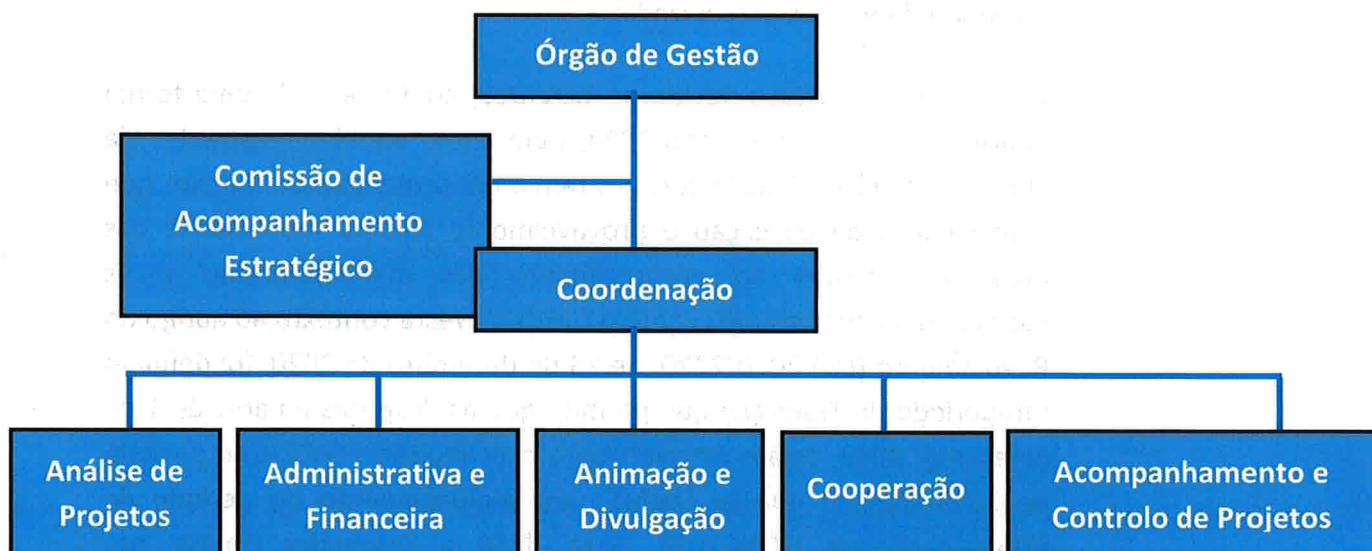 Órgão de Gestão
Comissão de
Acompanhamento
Estratégico
Coordenação
Análise de
Projetos
Administrativa e
Financeira
Animação e
Divulgação
Cooperação
Acompanhamento e
Controlo de Projetos